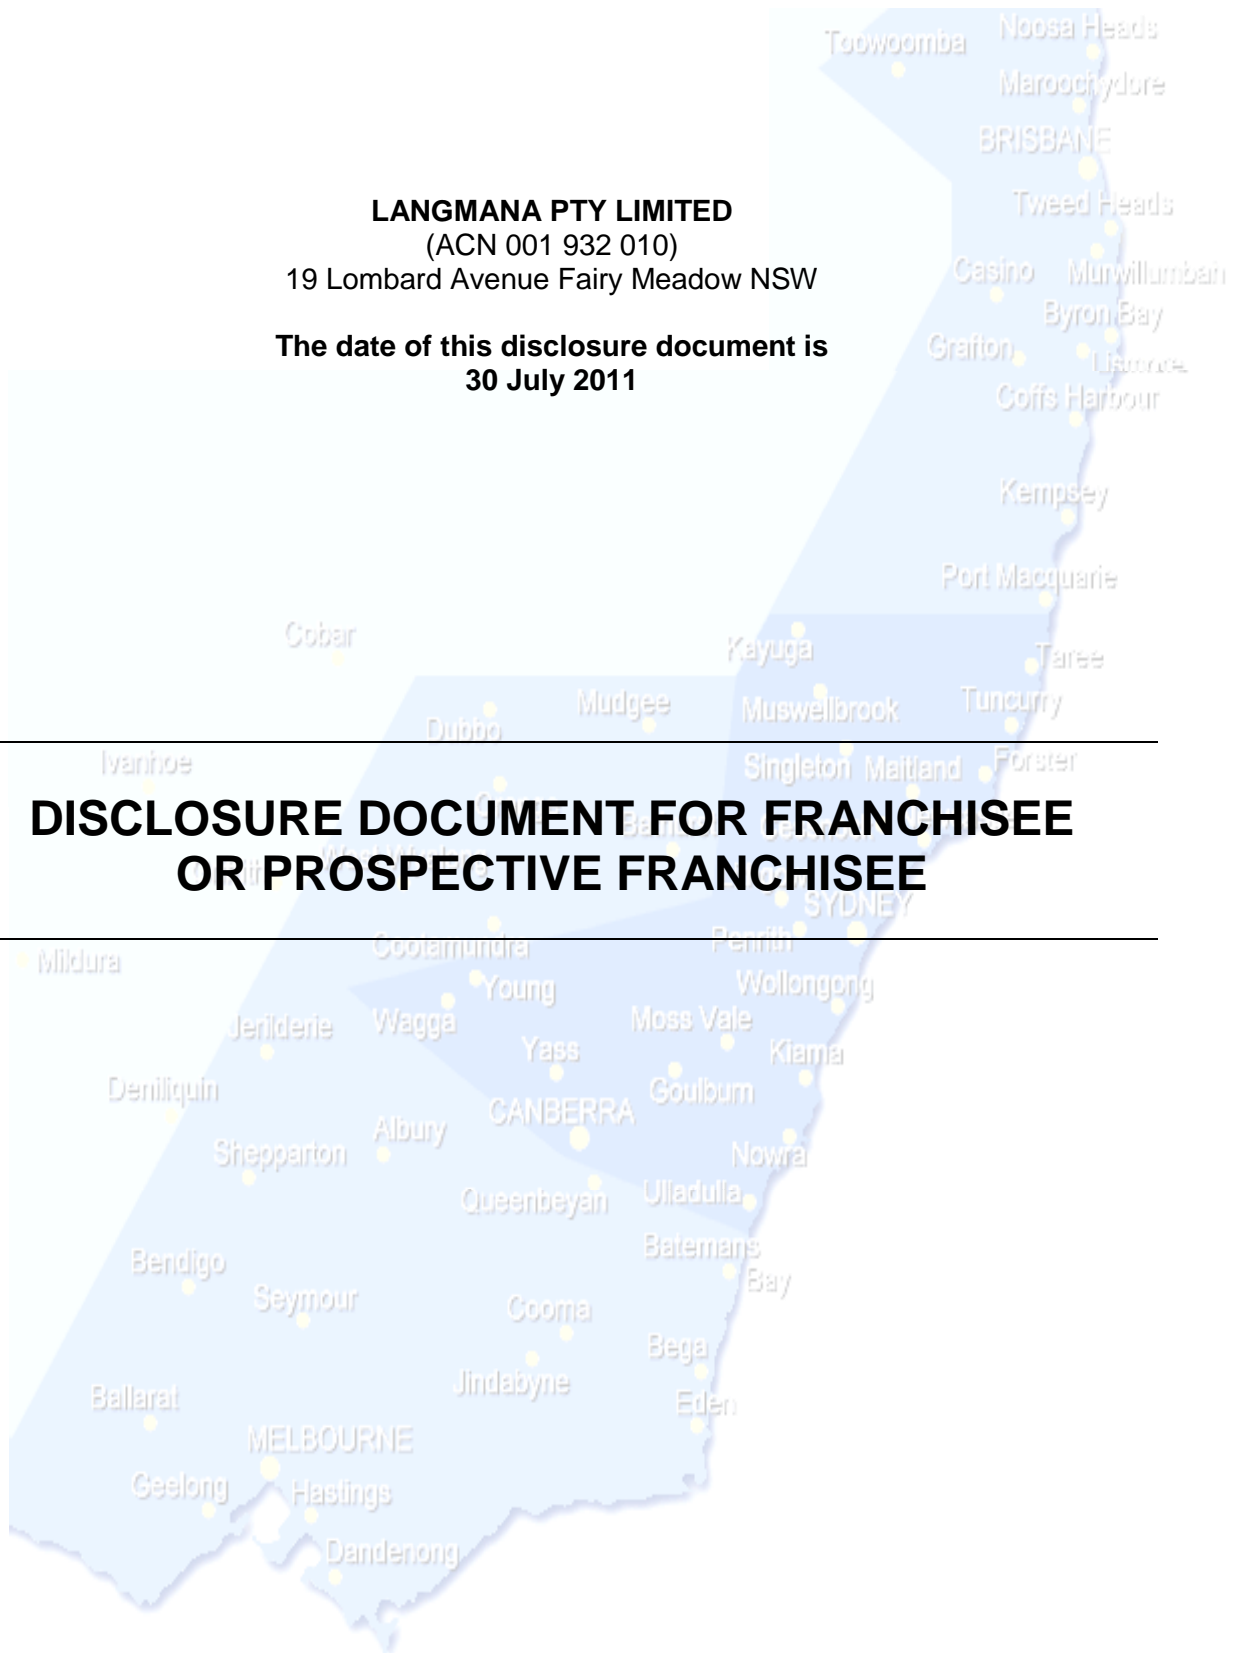 Toowoomba
Noosa Heads
Maroochydore
BRISBANE
Tweed Heads
LANGMANA PTY LIMITED
(ACN 001 932 010)
19 Lombard Avenue Fairy Meadow NSW
Casino
Murwillumbah
Byron Bay
The date of this disclosure document is
30 July 2011
Grafton
Lismore
Coffs Harbour
Kempsey
Port Macquarie
Cobar
Kayuga
Taree
Mudgee
Muswellbrook
Tuncurry
Dubbo
Ivanhoe
Singleton
Maitland
Forster
DISCLOSURE DOCUMENT FOR FRANCHISEE
OR PROSPECTIVE FRANCHISEE
SYDNEY
Cootamundra
Penrith
Mildura
Young
Wollongong
Jerilderie
Wagga
Moss Vale
Yass
Kiama
Deniliquin
Goulburn
CANBERRA
Albury
Shepparton
Nowra
Queenbeyan
Ulladulla
Batemans
Bay
Bendigo
Seymour
Cooma
Bega
Jindabyne
Ballarat
Eden
MELBOURNE
Geelong
Hastings
Dandenong